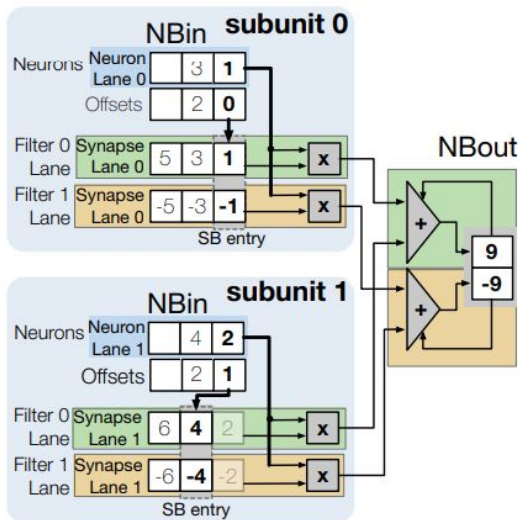 subunit 0
NBin
Neurons Neuron Lane 0 3 1
Offsets 2 0
Filter 0 Lane Synapse Lane 0 5 3 1 x
Filter 1 Lane Synapse Lane 0 -5 -3 -1 x
SB entry
NBout
+ 9
+ -9
subunit 1
NBin
Neurons Neuron Lane 1 4 2
Offsets 2 1
Filter 0 Lane Synapse Lane 1 6 4 2 x
Filter 1 Lane Synapse Lane 1 -6 -4 -2 x
SB entry